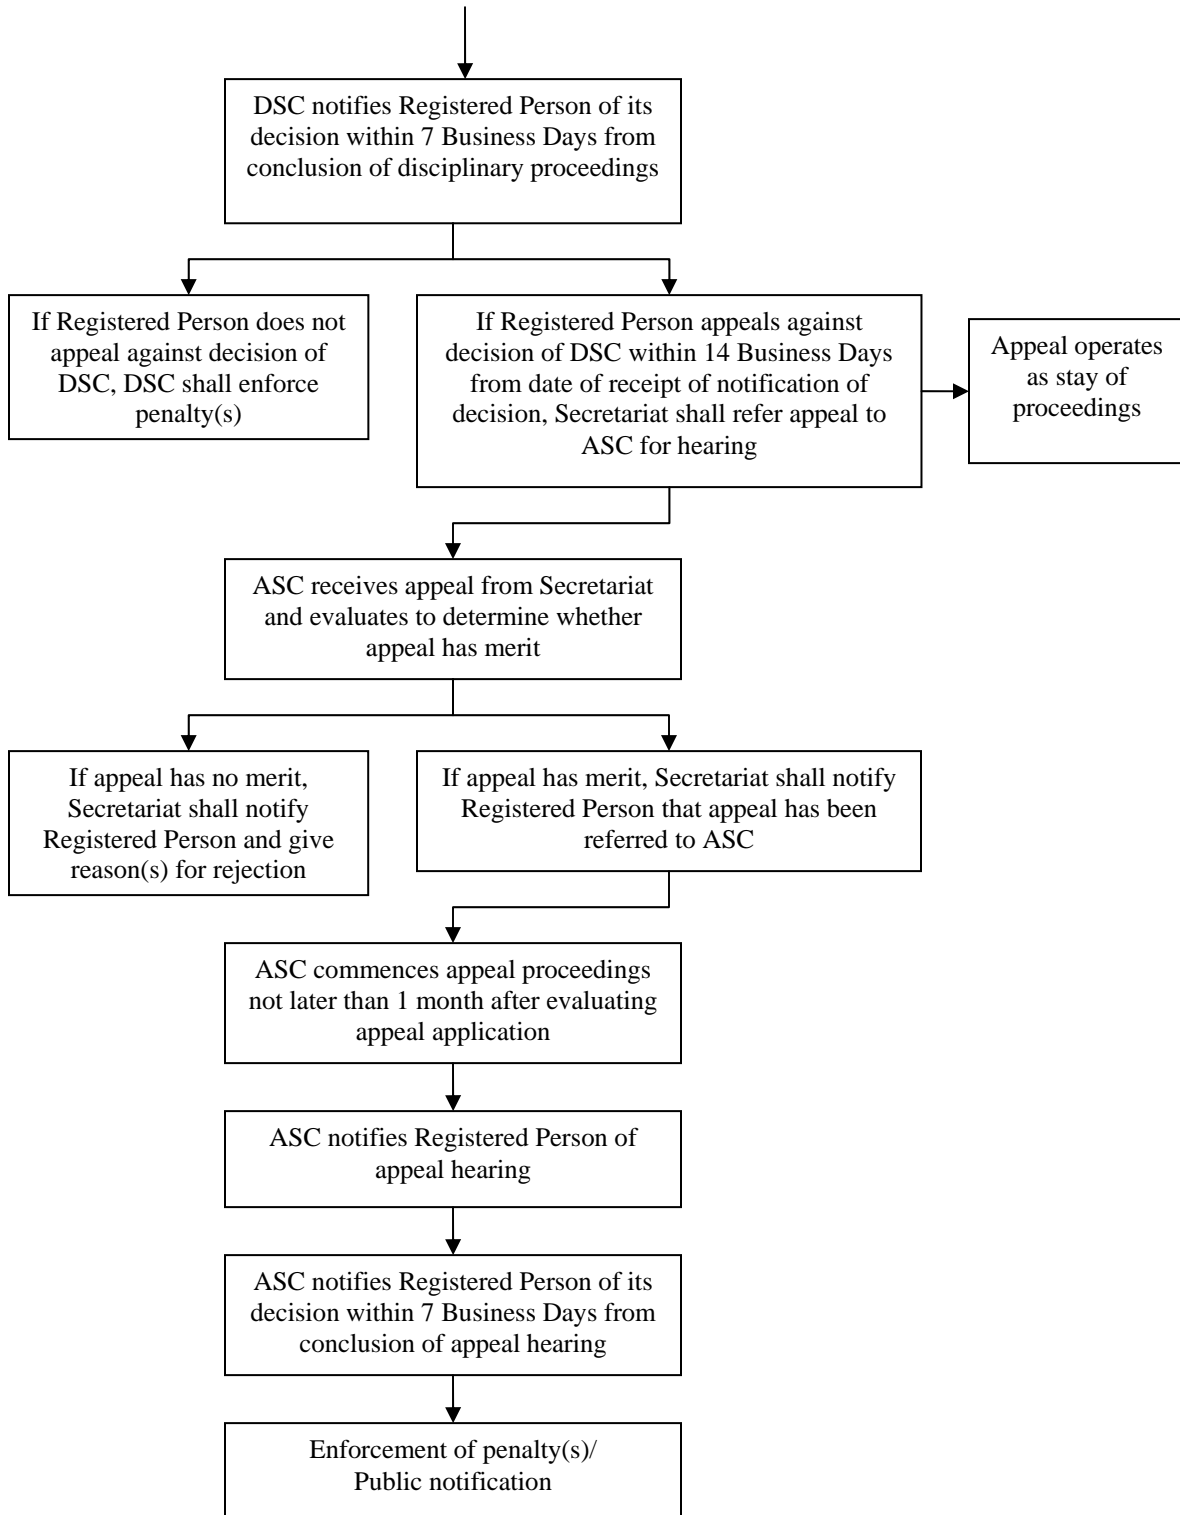 DSC notifies Registered Person of its
decision within 7 Business Days from
conclusion of disciplinary proceedings
If Registered Person does not
appeal against decision of
DSC, DSC shall enforce
penalty(s)
If Registered Person appeals against
decision of DSC within 14 Business Days
from date of receipt of notification of
decision, Secretariat shall refer appeal to
ASC for hearing
Appeal operates
as stay of
proceedings
ASC receives appeal from Secretariat
and evaluates to determine whether
appeal has merit
If appeal has no merit,
Secretariat shall notify
Registered Person and give
reason(s) for rejection
If appeal has merit, Secretariat shall notify
Registered Person that appeal has been
referred to ASC
ASC commences appeal proceedings
not later than 1 month after evaluating
appeal application
ASC notifies Registered Person of
appeal hearing
ASC notifies Registered Person of its
decision within 7 Business Days from
conclusion of appeal hearing
Enforcement of penalty(s)/
Public notification